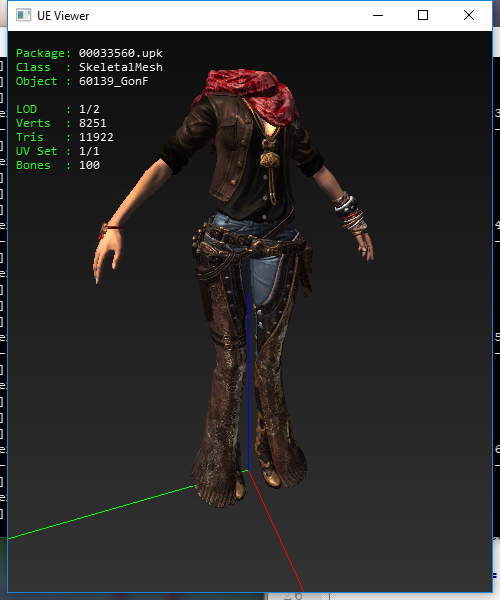 UE Viewer
Package: 00033560.upk
Class : SkeletalMesh
Object : 60139_GonF
LOD : 1/2
Verts : 8251
Tris : 11922
UV Set : 1/1
Bones : 100